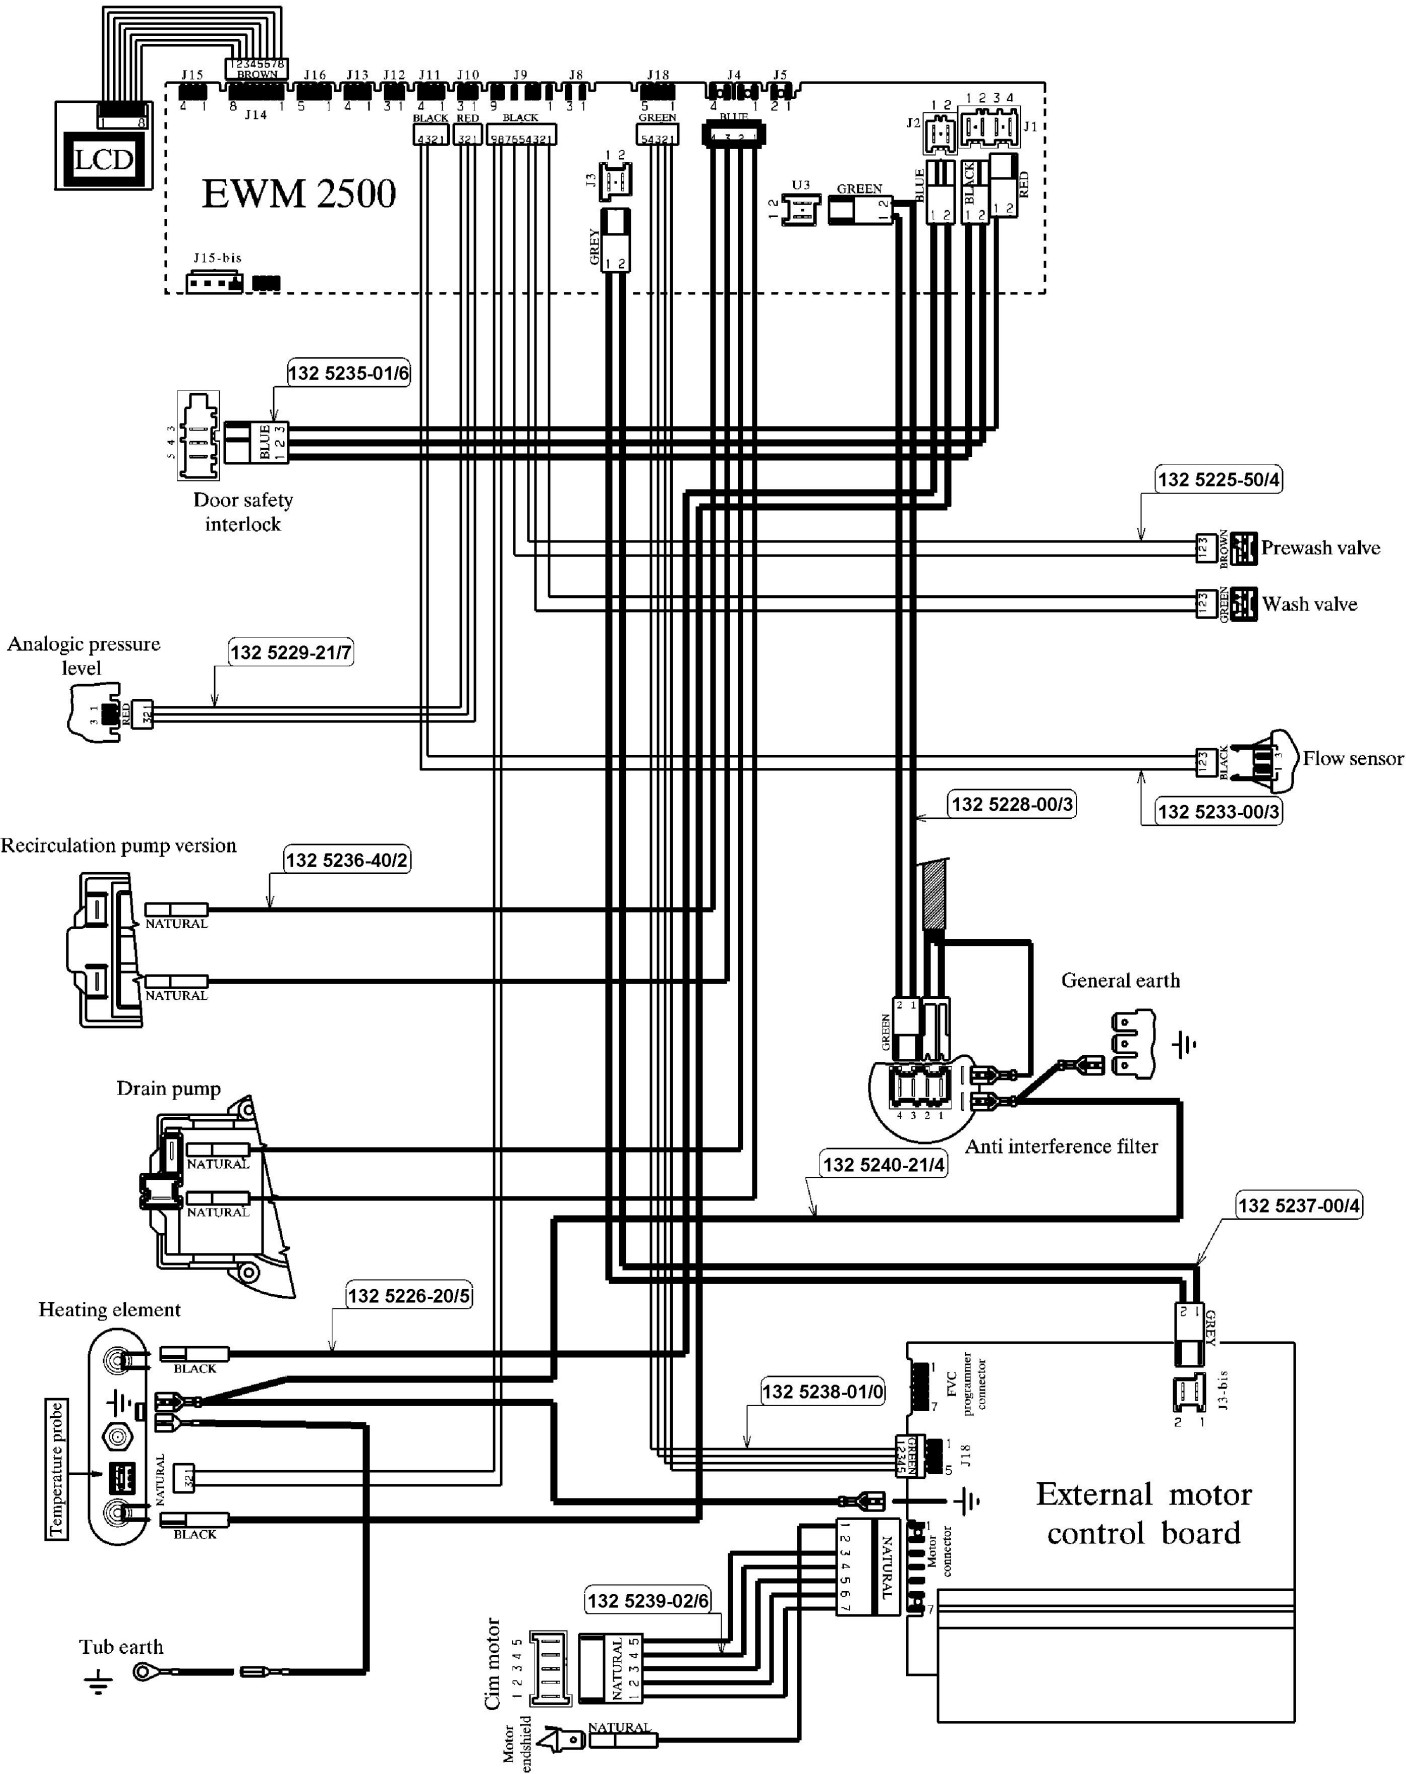 12345678
BROWN
J15
J16
J13
J12
J11
J10
J9
J8
J18
J4
J5
4 1
8 1
J14
5 1
4 1
3 1
4 1
3 1
9 1
3 1
5 1
4 1
2 1
1 8
LCD
EWM 2500
BLACK
4321
RED
321
BLACK
987654321
GREEN
54321
BLUE
4 3 2 1
J2
1 2
1 2 3 4
J1
J3
1 2
GREY
1 2
U3
1 2
GREEN
1 2
BLUE
1 2
BLACK
1 2
RED
1 2
J15-bis
132 5235-01/6
5 4 3
BLUE
1 2 3
Door safety
interlock
132 5225-50/4
123
BROWN
Prewash valve
123
GREEN
Wash valve
Analogic pressure
level
132 5229-21/7
3 1
RED
321
123
BLACK
1 3
Flow sensor
132 5228-00/3
132 5233-00/3
Recirculation pump version
132 5236-40/2
NATURAL
NATURAL
General earth
2 1
GREEN
4 3 2 1
Anti interference filter
Drain pump
NATURAL
NATURAL
132 5240-21/4
132 5237-00/4
132 5226-20/5
Heating element
BLACK
2 1
GREY
J3-bis
2 1
1
7
FVC
programmer
connector
132 5238-01/0
Temperature probe
NATURAL
321
12345
GREEN
1
5
J18
BLACK
External motor
control board
1 2 3 4 5 6 7
NATURAL
1
7
Motor
connector
132 5239-02/6
Cim motor
1 2 3 4 5
NATURAL
1 2 3 4 5
Tub earth
Motor
endshield
NATURAL